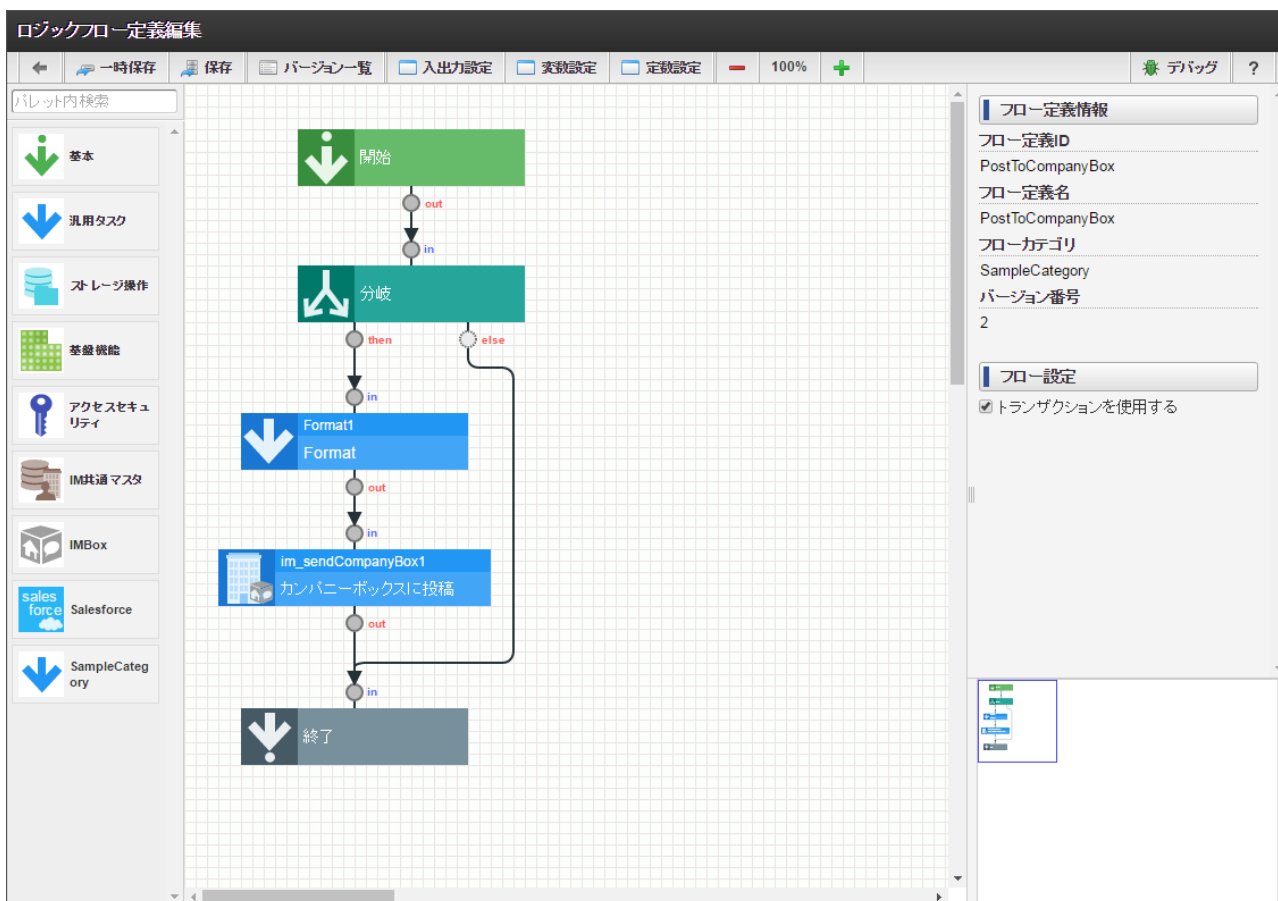 ロジックフロー定義編集
一時保存 保存 バージョン一覧 入出力設定 変数設定 定数設定 100% デバッグ ?
パレット内検索
基本
汎用タスク
ストレージ操作
基盤機能
アクセスセキュ
リティ
IM共通マスタ
IMBox
sales
force
Salesforce
SampleCateg
ory
開始
out
in
分岐
then
else
in
Format1
Format
out
in
im_sendCompanyBox1
カンパニーボックスに投稿
out
in
終了
フロー定義情報
フロー定義ID
PostToCompanyBox
フロー定義名
PostToCompanyBox
フローカテゴリ
SampleCategory
バージョン番号
2
フロー設定
トランザクションを使用する